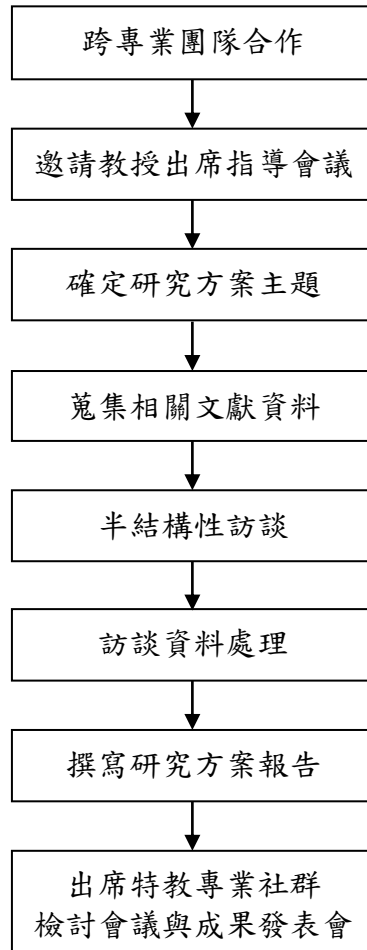 跨專業團隊合作
邀請教授出席指導會議
確定研究方案主題
蒐集相關文獻資料
半結構性訪談
訪談資料處理
撰寫研究方案報告
出席特教專業社群
檢討會議與成果發表會